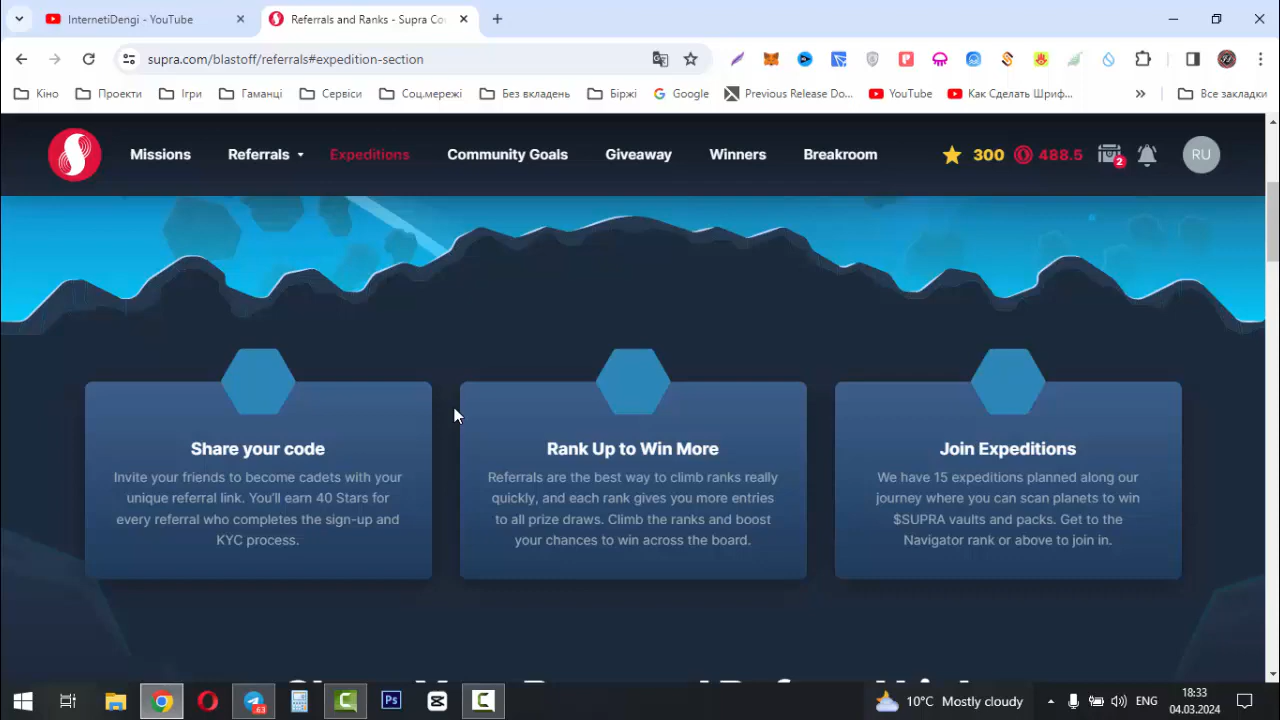 InternetiDengi - YouTube
Referrals and Ranks - Supra Co
supra.com/blastoff/referrals#expedition-section
Кіно
Проекти
Ігри
Гаманці
Сервіси
Соц.мережі
Без вкладень
Біржі
Google
Previous Release Do...
YouTube
Как Сделать Шриф...
Все закладки
Missions
Referrals
Expeditions
Community Goals
Giveaway
Winners
Breakroom
300
488.5
2
RU
Share your code
Invite your friends to become cadets with your
unique referral link. You'll earn 40 Stars for
every referral who completes the sign-up and
KYC process.
Rank Up to Win More
Referrals are the best way to climb ranks really
quickly, and each rank gives you more entries
to all prize draws. Climb the ranks and boost
your chances to win across the board.
Join Expeditions
We have 15 expeditions planned along our
journey where you can scan planets to win
$SUPRA vaults and packs. Get to the
Navigator rank or above to join in.
63
Ps
10°C Mostly cloudy
ENG
18:33
04.03.2024